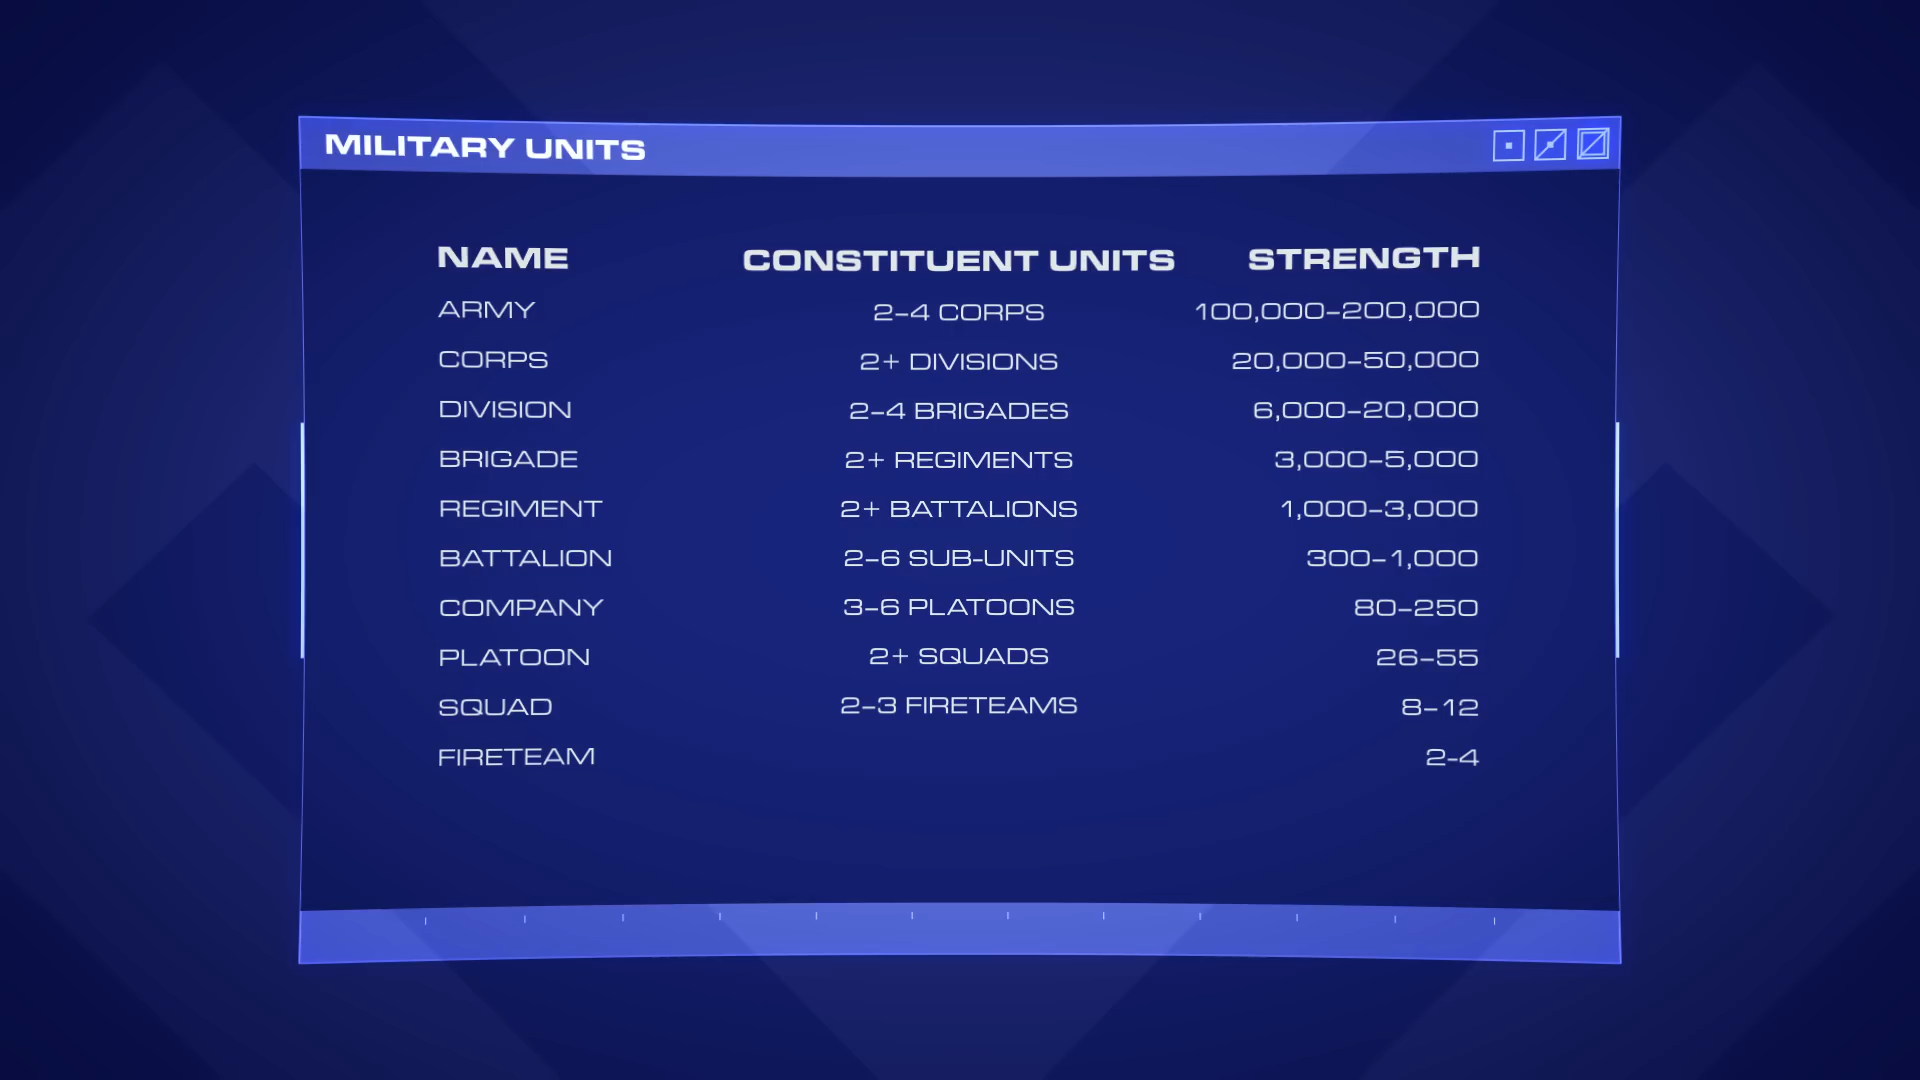 MILITARY UNITS
NAME CONSTITUENT UNITS STRENGTH
ARMY 2–4 CORPS 100,000–200,000
CORPS 2+ DIVISIONS 20,000–50,000
DIVISION 2–4 BRIGADES 6,000–20,000
BRIGADE 2+ REGIMENTS 3,000–5,000
REGIMENT 2+ BATTALIONS 1,000–3,000
BATTALION 2–6 SUB-UNITS 300–1,000
COMPANY 3–6 PLATOONS 80–250
PLATOON 2+ SQUADS 26–55
SQUAD 2–3 FIRETEAMS 8–12
FIRETEAM 2-4